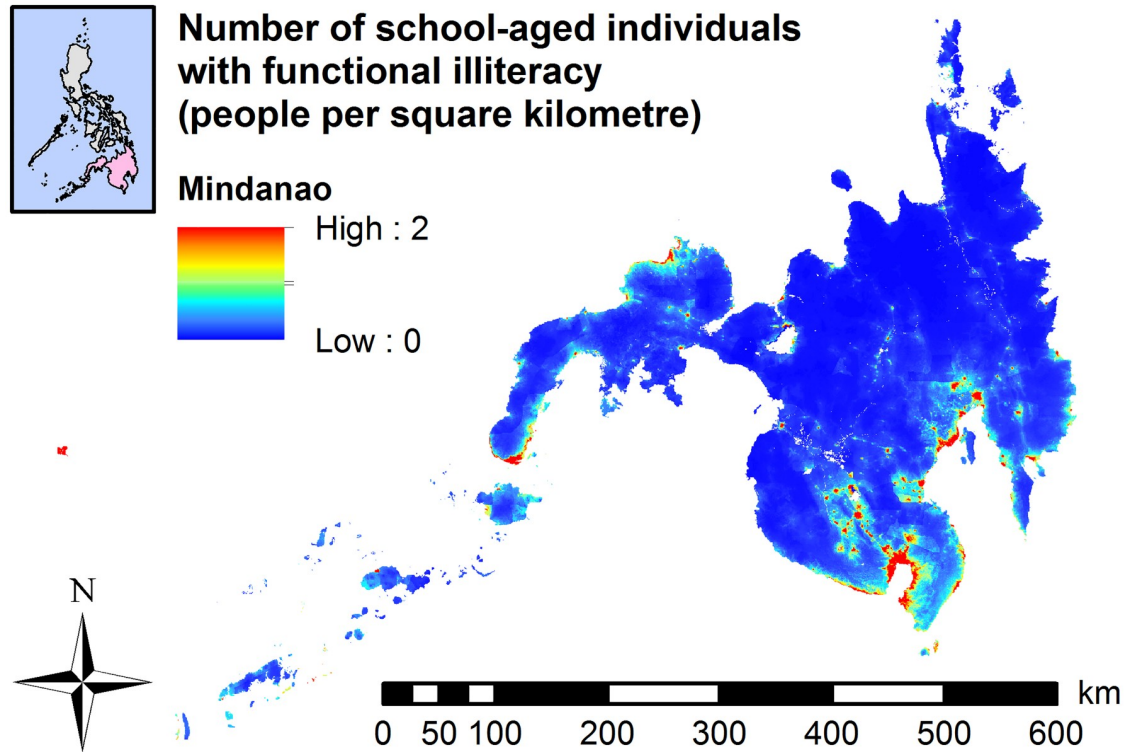 Number of school-aged individuals
with functional illiteracy
(people per square kilometre)
Mindanao
High : 2
Low : 0
N
km
0 50 100 200 300 400 500 600